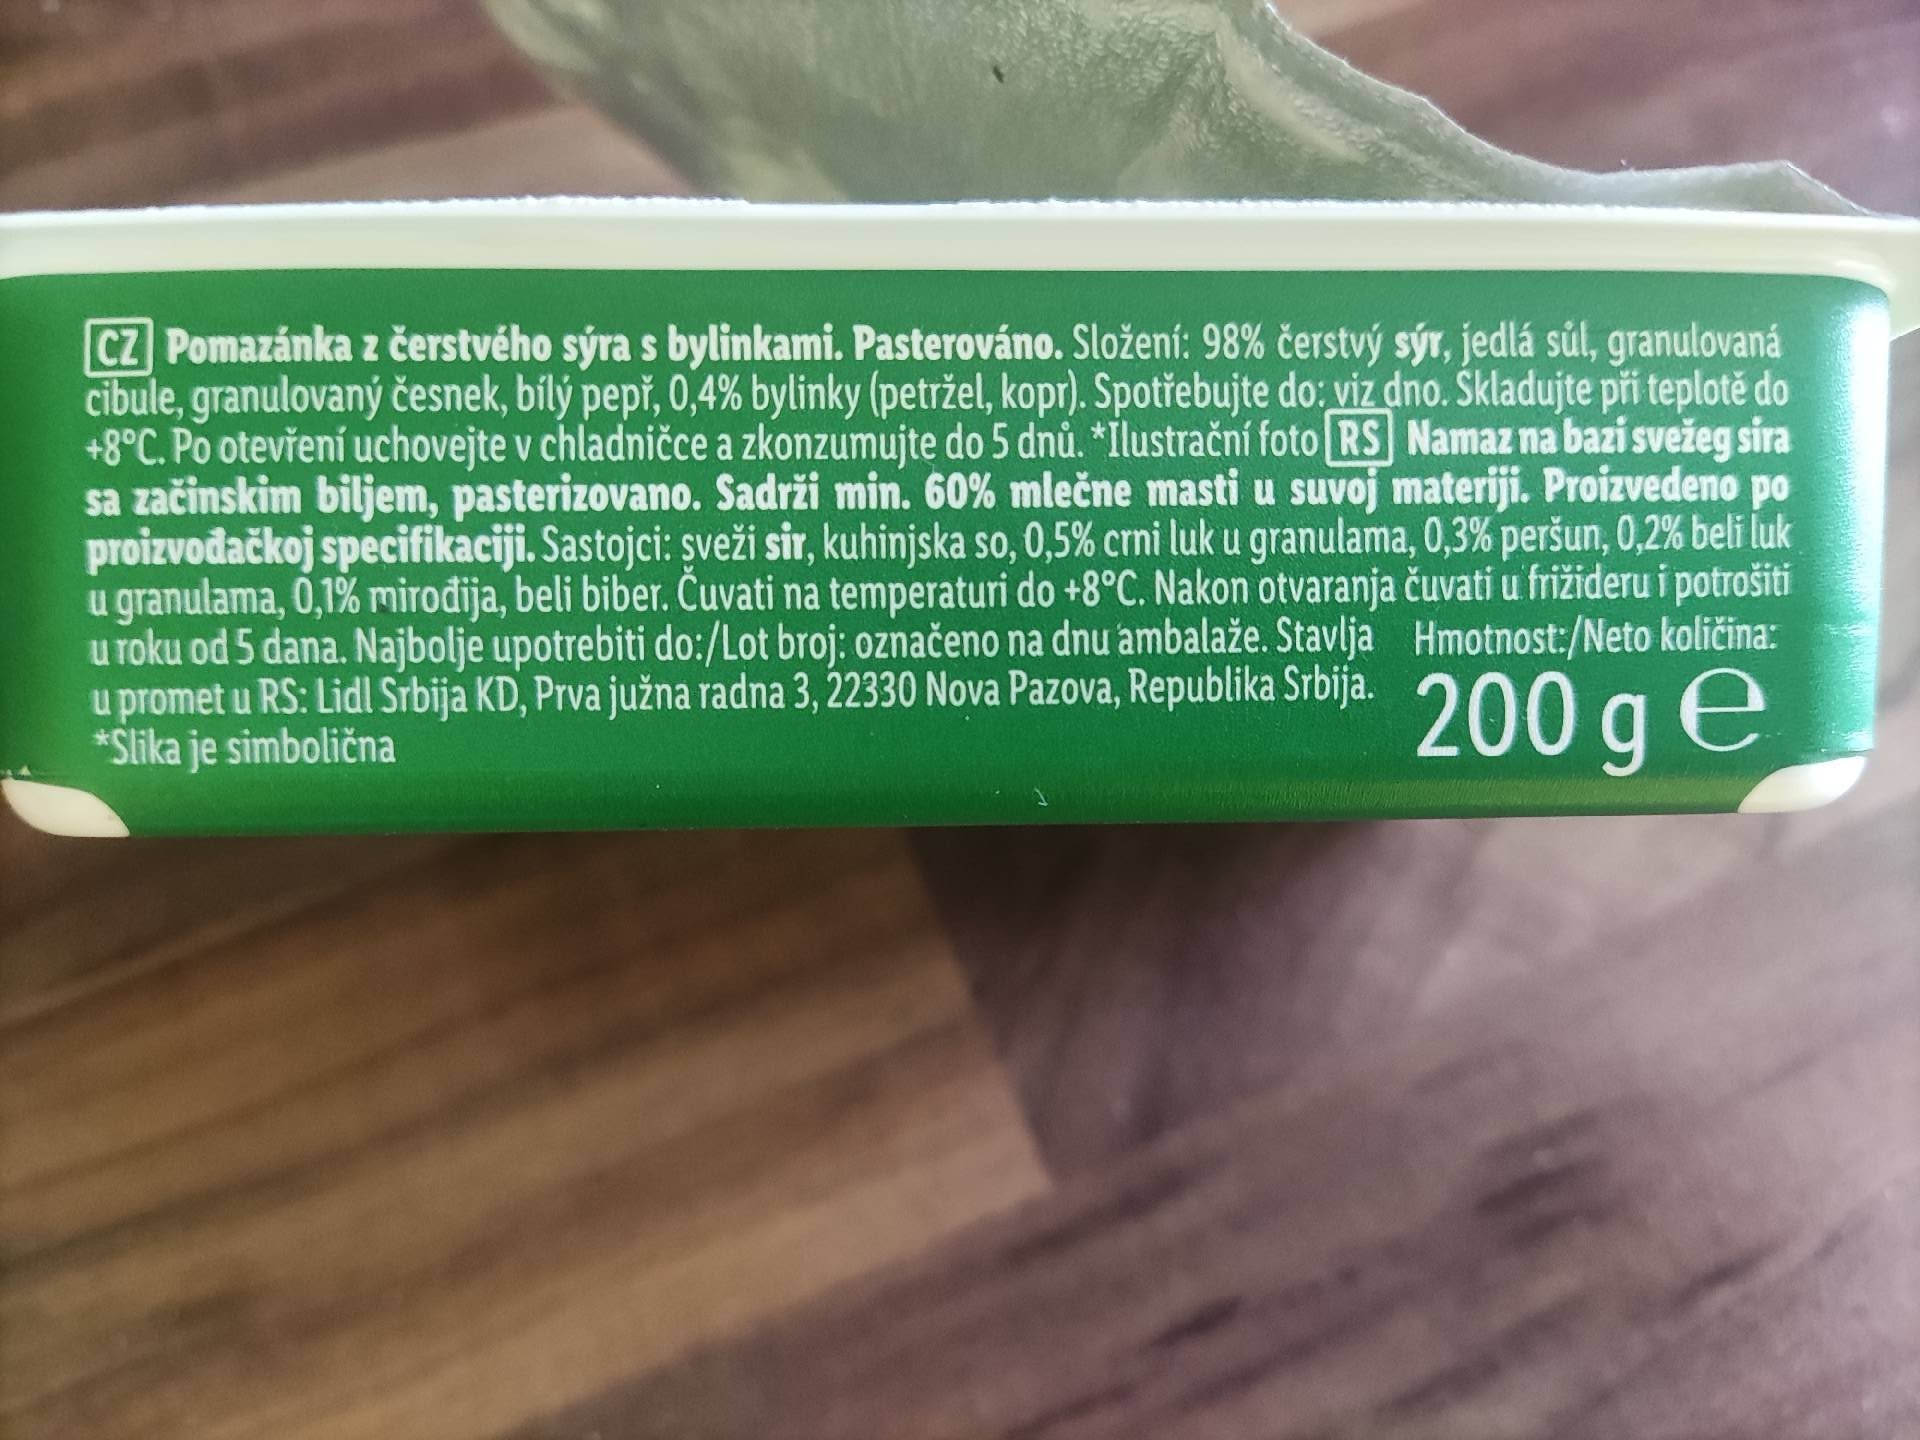 CZ Pomazánka z čerstvého sýra s bylinkami. Pasterováno. Složení: 98% čerstvý sýr, jedlá sůl, granulovaná
cibule, granulovaný česnek, bílý pepř, 0,4% bylinky (petržel, kopr). Spotřebujte do: viz dno. Skladujte při teplotě do
+8°C. Po otevření uchovejte v chladničce a zkonzumujte do 5 dnů. *Ilustrační foto RS Namaz na bazi svežeg sira
sa začinskim biljem, pasterizovano. Sadrži min. 60% mlečne masti u suvoj materiji. Proizvedeno po
proizvođačkoj specifikaciji. Sastojci: sveži sir, kuhinjska so, 0,5% crni luk u granulama, 0,3% peršun, 0,2% beli luk
u granulama, 0,1% mirođija, beli biber. Čuvati na temperaturi do +8°C. Nakon otvaranja čuvati u frižideru i potrošiti
u roku od 5 dana. Najbolje upotrebiti do:/Lot broj: označeno na dnu ambalaže. Stavlja
u promet u RS: Lidl Srbija KD, Prva južna radna 3, 22330 Nova Pazova, Republika Srbija.
*Slika je simbolična
Hmotnost:/Neto količina:
200 g e